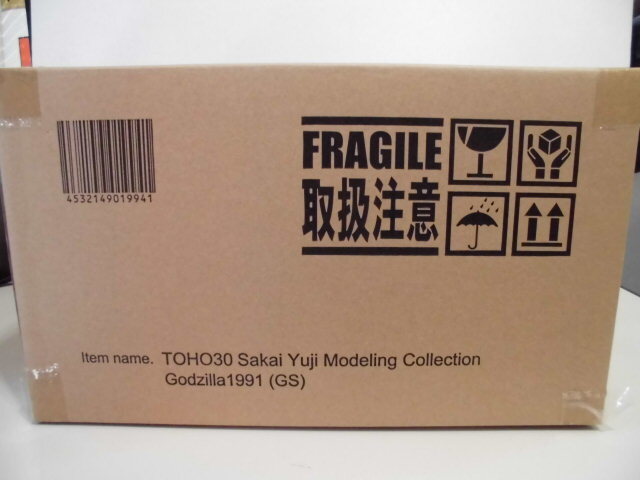 4532149019941
FRAGILE
取扱注意
Item name. TOHO30 Sakai Yuji Modeling Collection
Godzilla1991 (GS)